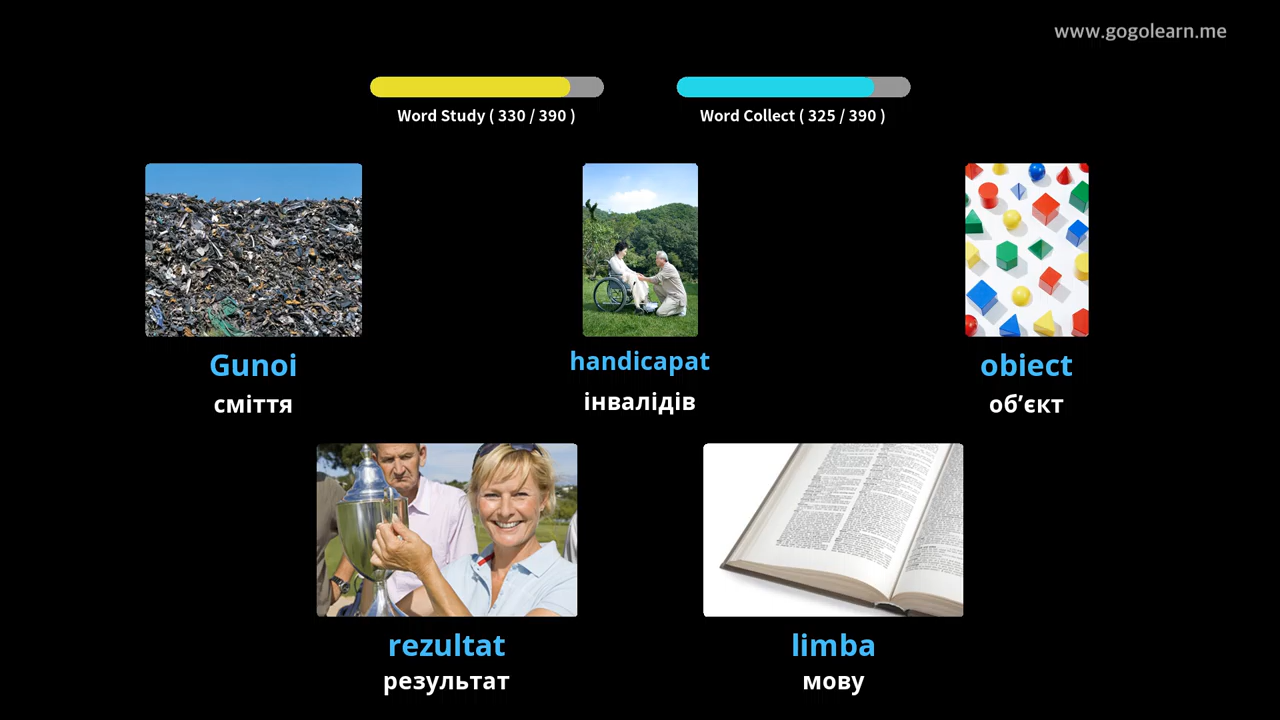 www.gogolearn.me
Word Study ( 330 / 390 )
Word Collect ( 325 / 390 )
Gunoi
сміття
handicapat
інвалідів
obiect
об’єкт
rezultat
результат
limba
мову